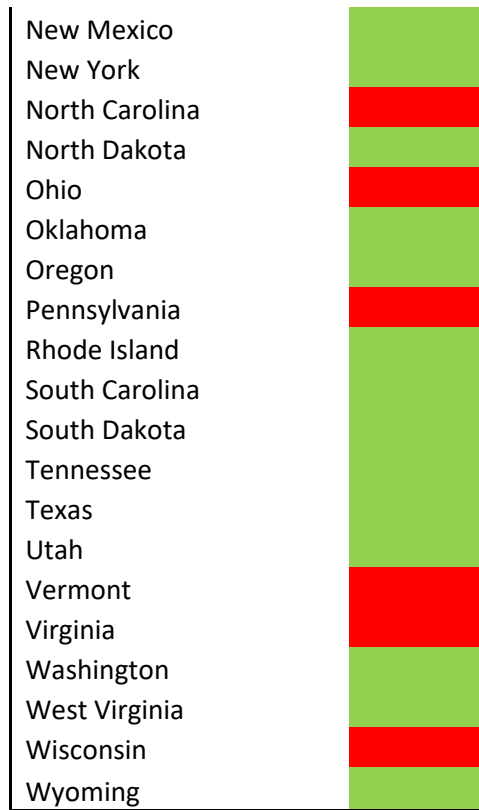 New Mexico
New York
North Carolina
North Dakota
Ohio
Oklahoma
Oregon
Pennsylvania
Rhode Island
South Carolina
South Dakota
Tennessee
Texas
Utah
Vermont
Virginia
Washington
West Virginia
Wisconsin
Wyoming